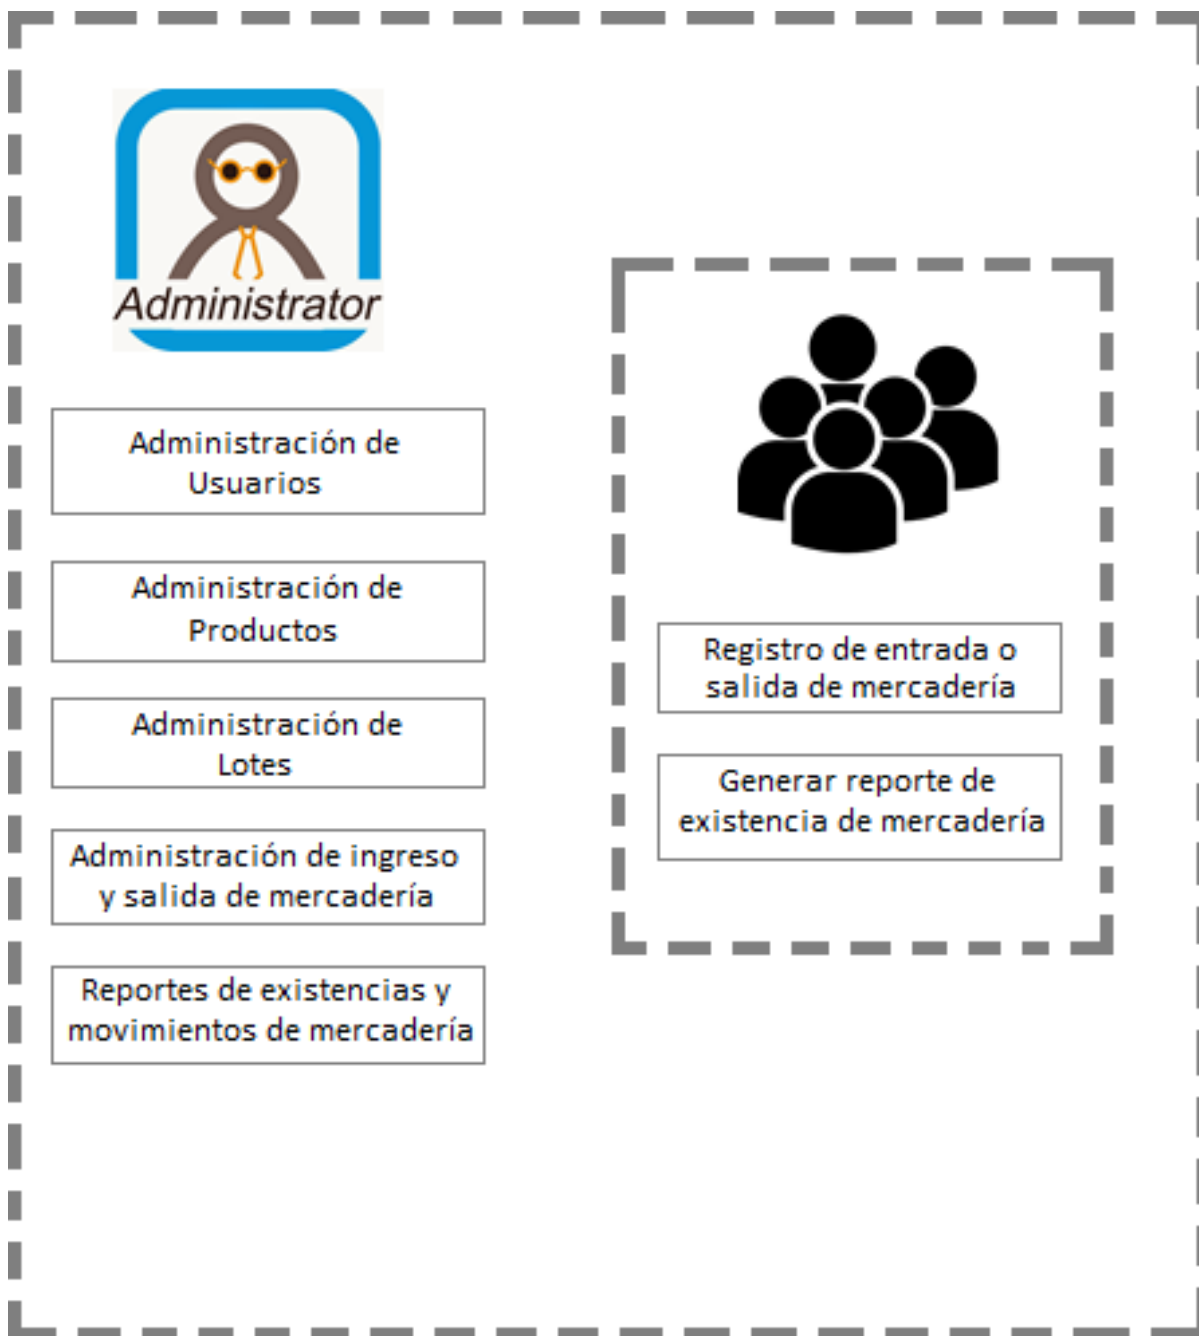 Administrator
Administración de
Usuarios
Administración de
Productos
Administración de
Lotes
Administración de ingreso
y salida de mercadería
Reportes de existencias y
movimientos de mercadería
Registro de entrada o
salida de mercadería
Generar reporte de
existencia de mercadería